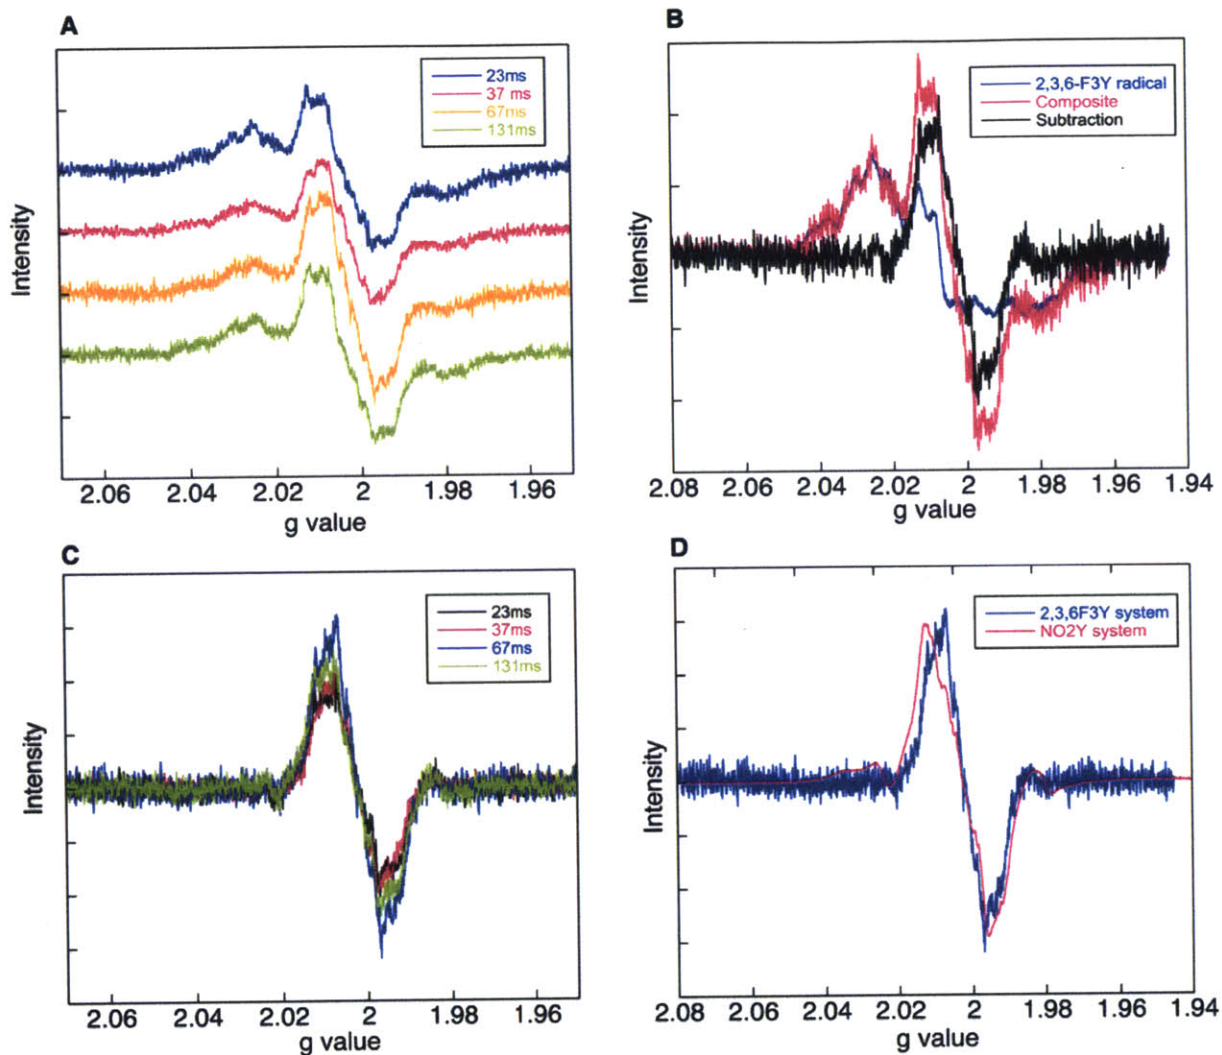 A
23ms
37 ms
67ms
131ms
Intensity
2.06 2.04 2.02 2 1.98 1.96
g value
B
2,3,6-F3Y radical
Composite
Subtraction
Intensity
2.08 2.06 2.04 2.02 2 1.98 1.96 1.94
g value
C
23ms
37ms
67ms
131ms
Intensity
2.06 2.04 2.02 2 1.98 1.96
g value
D
2,3,6F3Y system
NO2Y system
Intensity
2.08 2.06 2.04 2.02 2 1.98 1.96 1.94
g value